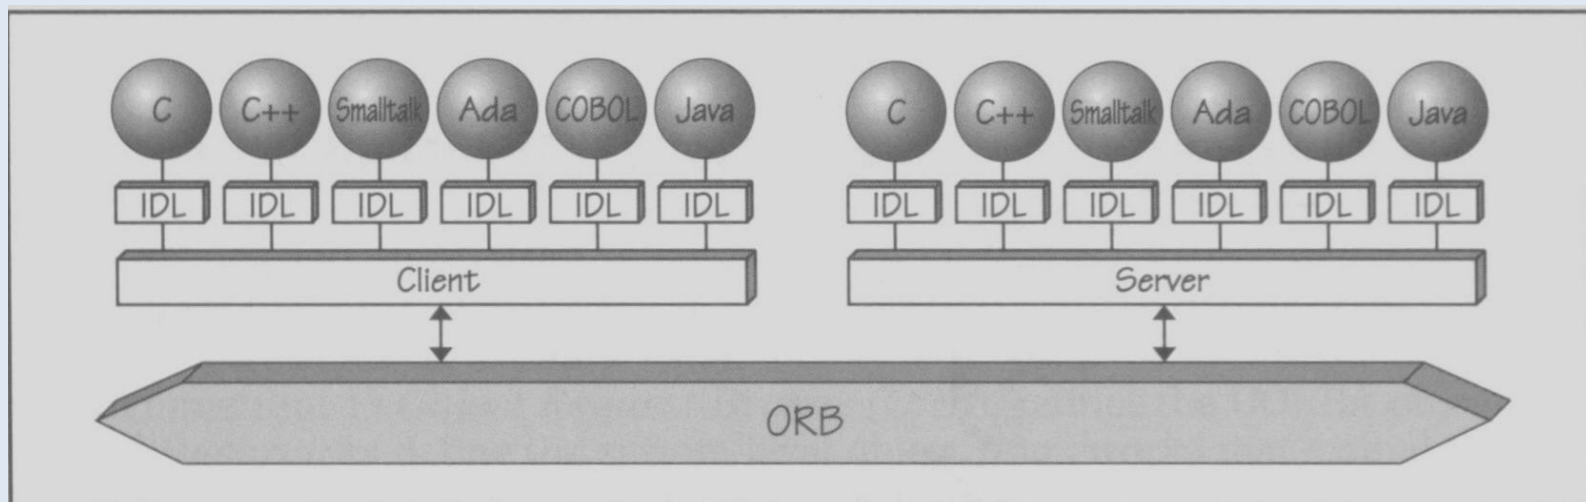 C C++ Smalltalk Ada COBOL Java
C C++ Smalltalk Ada COBOL Java
IDL IDL IDL IDL IDL IDL
IDL IDL IDL IDL IDL IDL
Client
Server
ORB